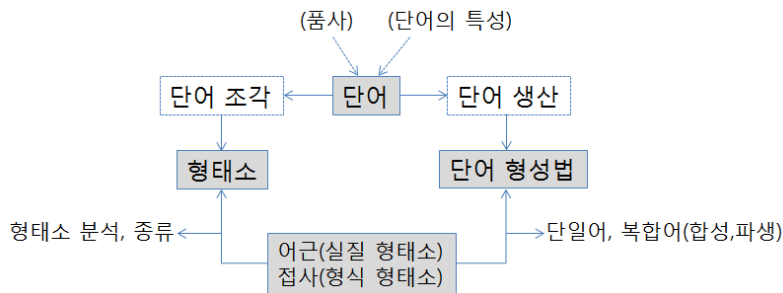 (품사) (단어의 특성)
단어 조각 단어 단어 생산
형태소 단어 형성법
형태소 분석, 종류 단일어, 복합어(합성,파생)
어근(실질 형태소)
접사(형식 형태소)